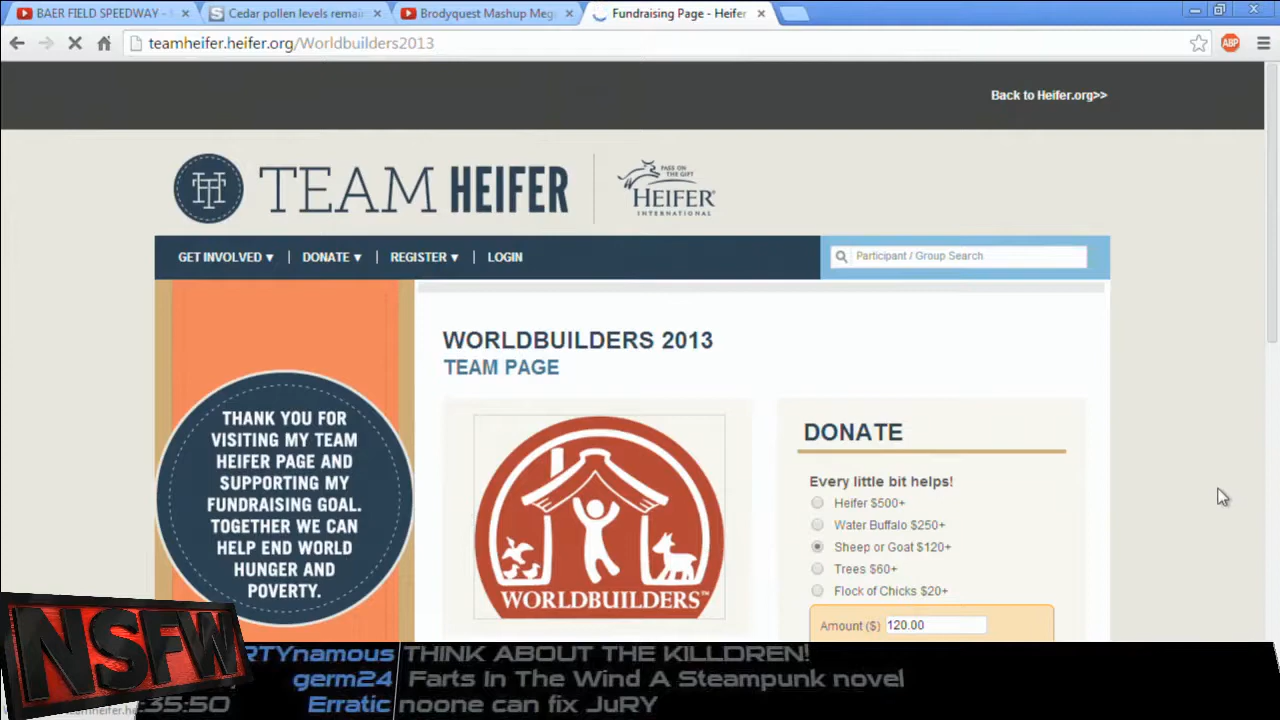 BAER FIELD SPEEDWAY -
Cedar pollen levels remain
Brodyquest Mashup Meg
Fundraising Page - Heifer
teamheifer.heifer.org/Worldbuilders2013
ABP
Back to Heifer.org>>
TEAM HEIFER
PASS ON
THE GIFT
HEIFER
INTERNATIONAL
GET INVOLVED ▾ | DONATE ▾ | REGISTER ▾ | LOGIN
Participant / Group Search
WORLDBUILDERS 2013
TEAM PAGE
THANK YOU FOR
VISITING MY TEAM
HEIFER PAGE AND
SUPPORTING MY
FUNDRAISING GOAL.
TOGETHER WE CAN
HELP END WORLD
HUNGER AND
POVERTY.
WORLDBUILDERS™
DONATE
Every little bit helps!
Heifer $500+
Water Buffalo $250+
Sheep or Goat $120+
Trees $60+
Flock of Chicks $20+
Amount ($) 120.00
NSFW
RTYnamous THINK ABOUT THE KILLDREN!
germ24 Farts In The Wind A Steampunk novel
:35:50 Erratic noone can fix JuRY